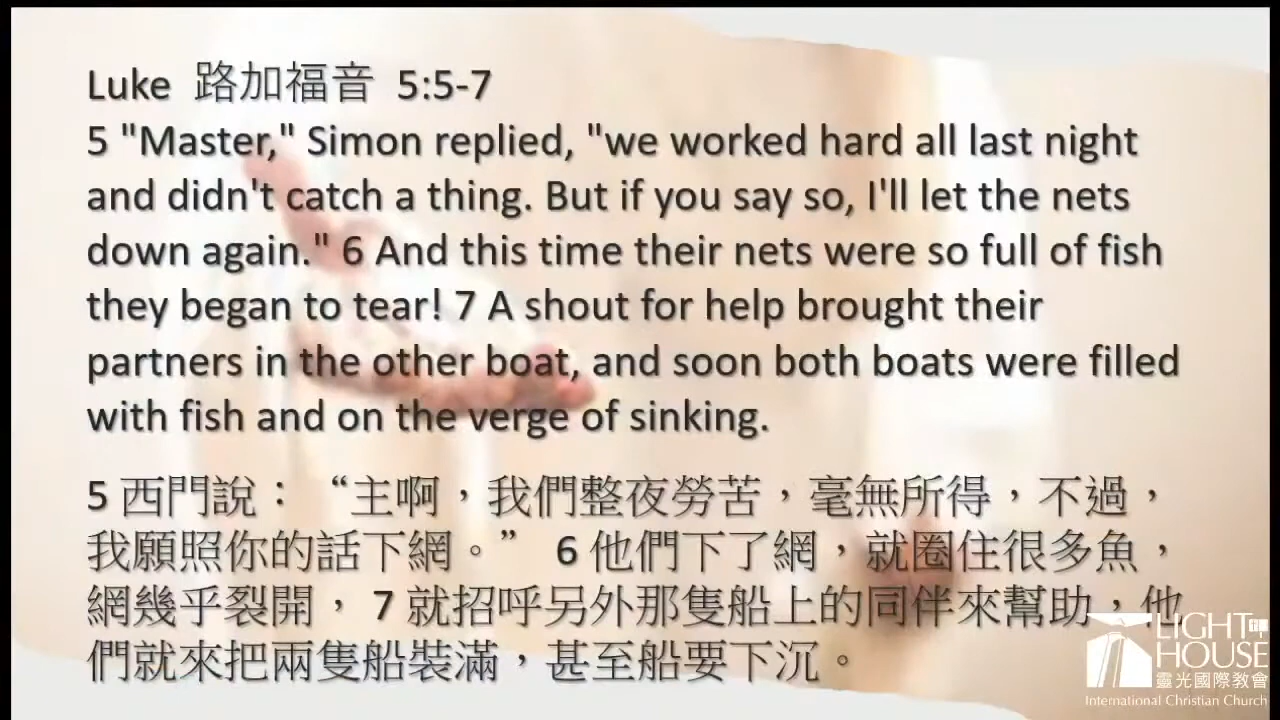 Luke 路加福音 5:5-7
5 "Master," Simon replied, "we worked hard all last night
and didn't catch a thing. But if you say so, I'll let the nets
down again." 6 And this time their nets were so full of fish
they began to tear! 7 A shout for help brought their
partners in the other boat, and soon both boats were filled
with fish and on the verge of sinking.
5 西門說：“主啊，我們整夜勞苦，毫無所得，不過，
我願照你的話下網。” 6 他們下了網，就圈住很多魚，
網幾乎裂開， 7 就招呼另外那隻船上的同伴來幫助，他
們就來把兩隻船裝滿，甚至船要下沉。
LIGHT
HOUSE
靈光國際教會
International Christian Church